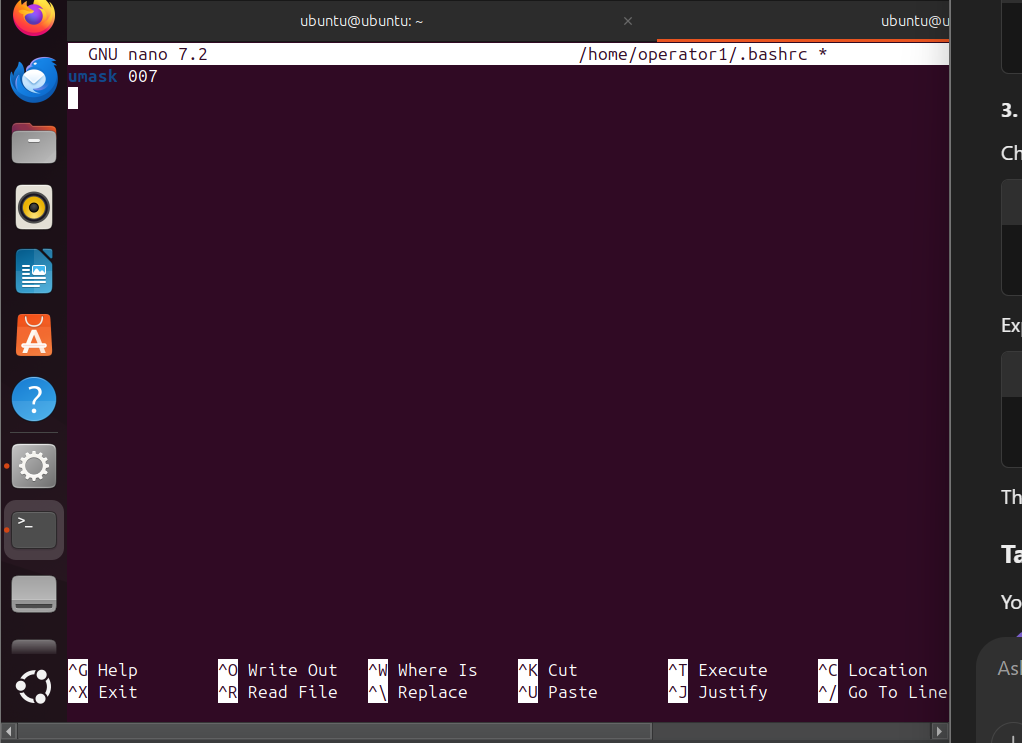 ubuntu@ubuntu: ~ × ubuntu@u
GNU nano 7.2 /home/operator1/.bashrc *
umask 007
^G Help ^O Write Out ^W Where Is ^K Cut ^T Execute ^C Location
^X Exit ^R Read File ^\ Replace ^U Paste ^J Justify ^/ Go To Line
>_
?
3.
Ch
Exp
Th
Ta
Yo
Ask